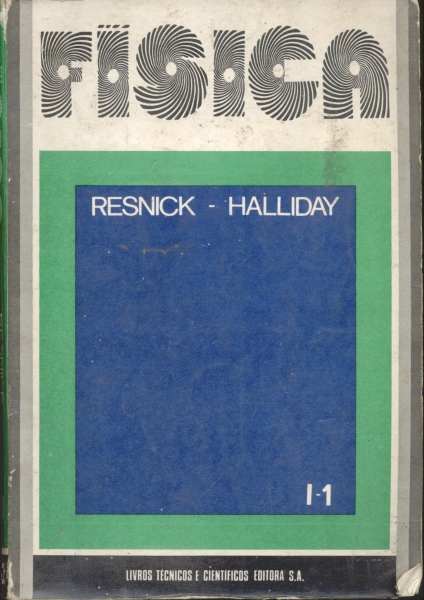 FÍSICA
RESNICK - HALLIDAY
I-1
LIVROS TÉCNICOS E CIENTÍFICOS EDITORA S.A.